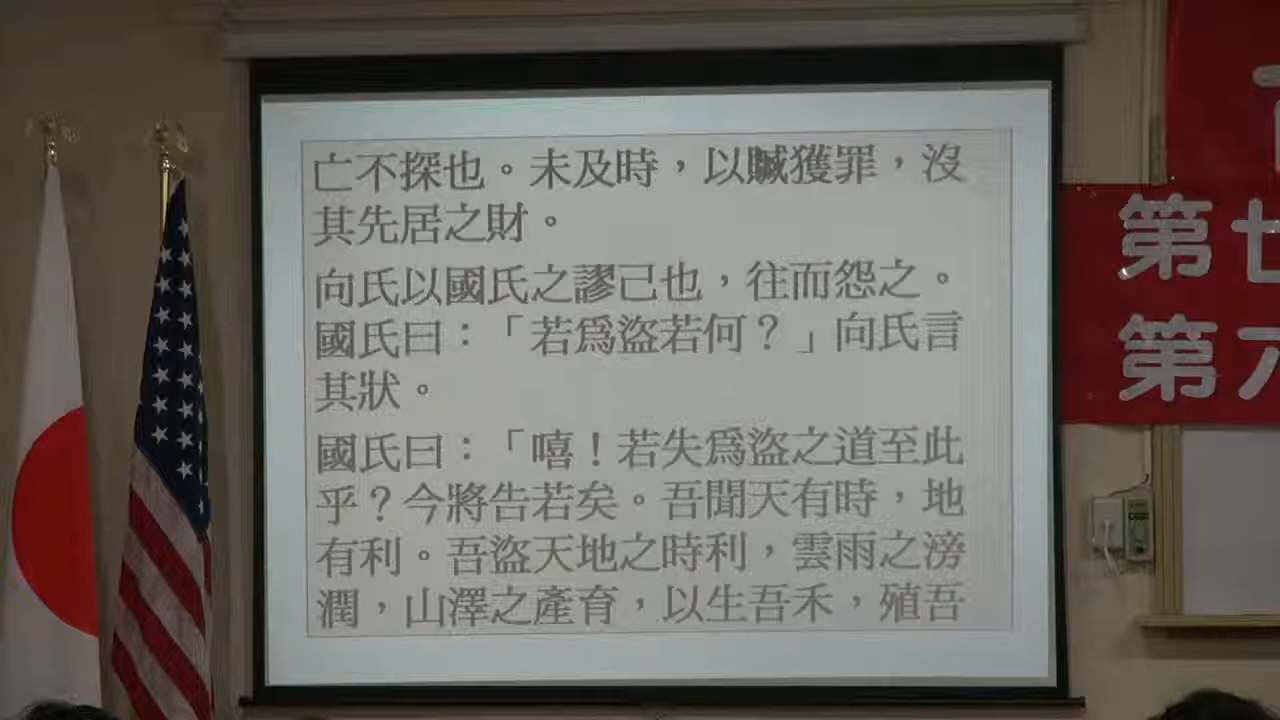 亡不探也。未及時，以贓獲罪，沒
其先居之財。
向氏以國氏之謬己也，往而怨之。
國氏曰：「若爲盜若何？」向氏言
其狀。
國氏曰：「嘻！若失爲盜之道至此
乎？今將告若矣。吾聞天有時，地
有利。吾盜天地之時利，雲雨之滂
潤，山澤之產育，以生吾禾，殖吾
第廿
第六